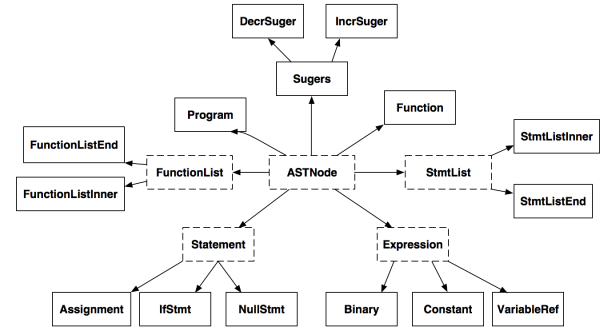 DecrSuger
IncrSuger
Sugers
Program
Function
FunctionListEnd
StmtListInner
FunctionList
ASTNode
StmtList
FunctionListInner
StmtListEnd
Statement
Expression
Assignment
IfStmt
NullStmt
Binary
Constant
VariableRef